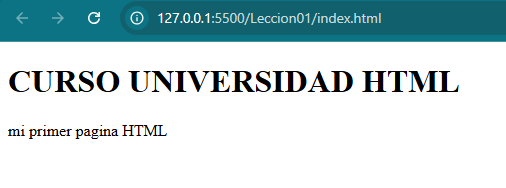 127.0.0.1:5500/Leccion01/index.html
CURSO UNIVERSIDAD HTML
mi primer pagina HTML